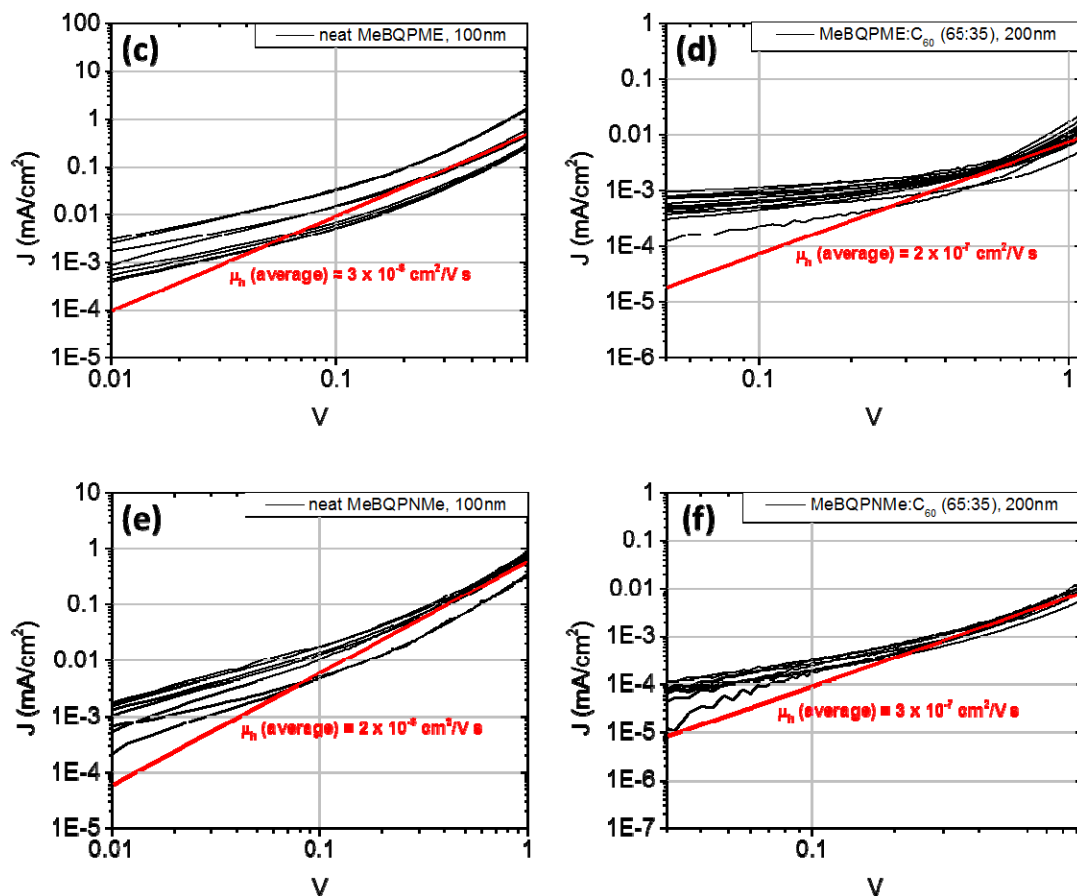 (c)
neat MeBQPME, 100nm
100
10
1
0.1
0.01
1E-3
1E-4
1E-5
J (mA/cm²)
μₕ (average) = 3 x 10⁻⁶ cm²/V s
0.01
0.1
V
(d)
MeBQPME:C₆₀ (65:35), 200nm
1
0.1
0.01
1E-3
1E-4
1E-5
1E-6
J (mA/cm²)
μₕ (average) = 2 x 10⁻⁷ cm²/V s
0.1
1
V
(e)
neat MeBQPNMe, 100nm
10
1
0.1
0.01
1E-3
1E-4
1E-5
J (mA/cm²)
μₕ (average) = 2 x 10⁻⁶ cm²/V s
0.01
0.1
1
V
(f)
MeBQPNMe:C₆₀ (65:35), 200nm
1
0.1
0.01
1E-3
1E-4
1E-5
1E-6
1E-7
J (mA/cm²)
μₕ (average) = 3 x 10⁻⁷ cm²/V s
0.1
V